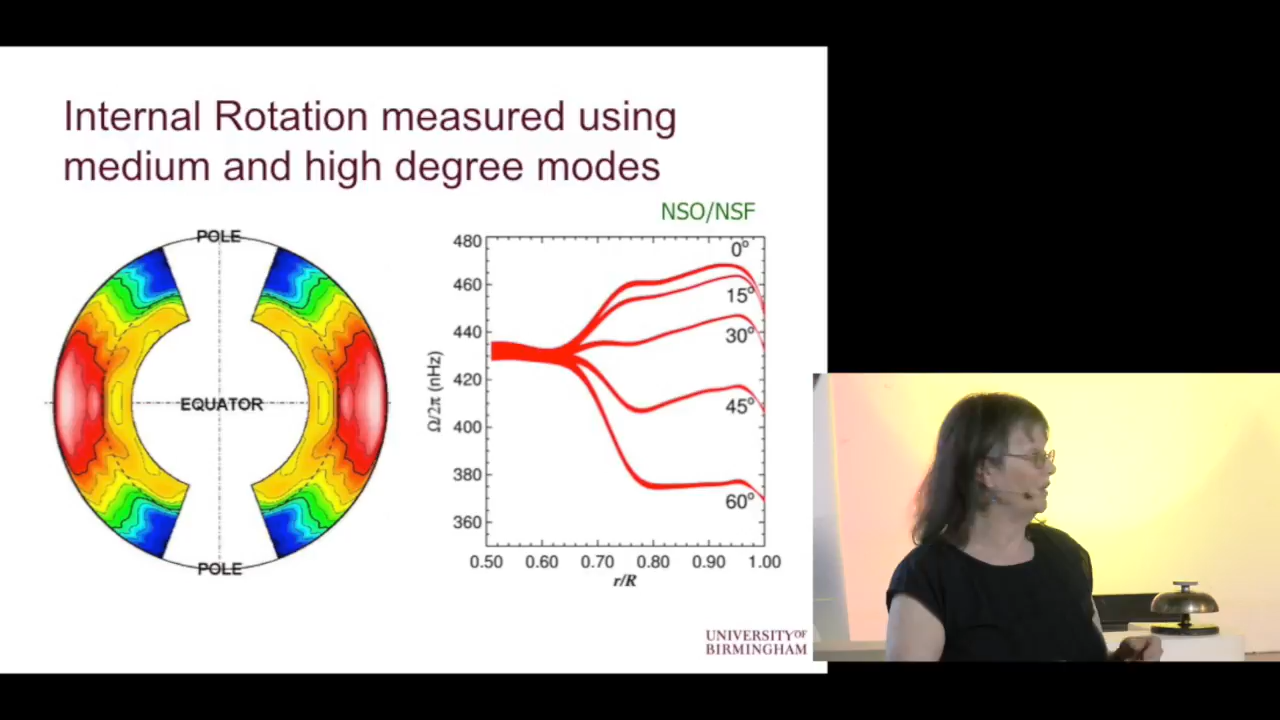 Internal Rotation measured using
medium and high degree modes
NSO/NSF
POLE
EQUATOR
POLE
480
460
440
420
400
380
360
Ω/2π (nHz)
0°
15°
30°
45°
60°
0.50 0.60 0.70 0.80 0.90 1.00
r/R
UNIVERSITY OF
BIRMINGHAM